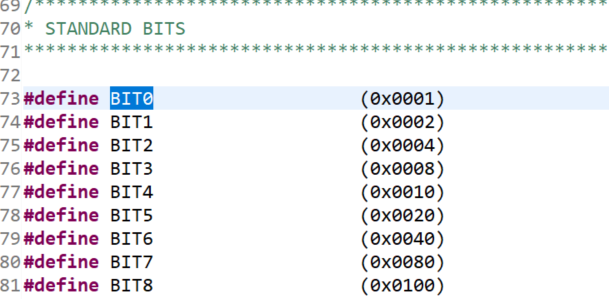 69 /*****************************************************
70 * STANDARD BITS
71 ******************************************************
72
73 #define BIT0 (0x0001)
74 #define BIT1 (0x0002)
75 #define BIT2 (0x0004)
76 #define BIT3 (0x0008)
77 #define BIT4 (0x0010)
78 #define BIT5 (0x0020)
79 #define BIT6 (0x0040)
80 #define BIT7 (0x0080)
81 #define BIT8 (0x0100)